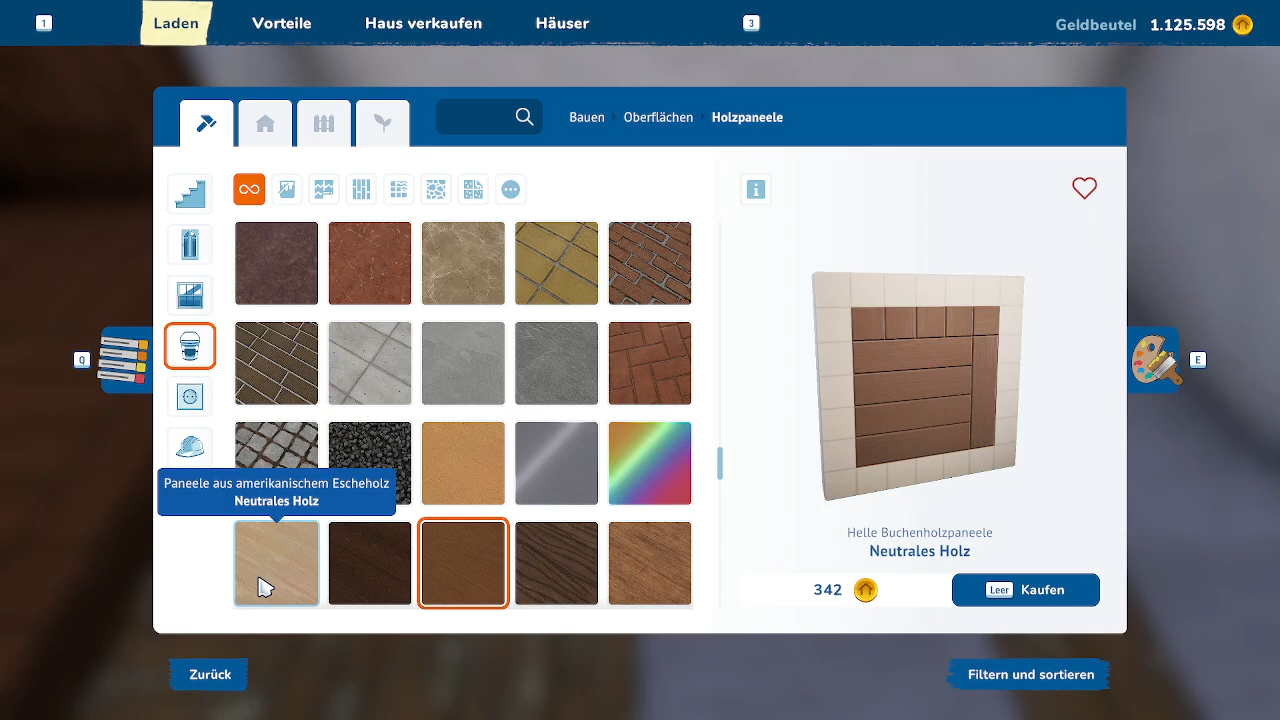 1
Laden
Vorteile
Haus verkaufen
Häuser
3
Geldbeutel 1.125.598
Bauen Oberflächen Holzpaneele
Q
E
Paneele aus amerikanischem Escheholz
Neutrales Holz
Helle Buchenholzpaneele
Neutrales Holz
342
Leer Kaufen
Zurück
Filtern und sortieren